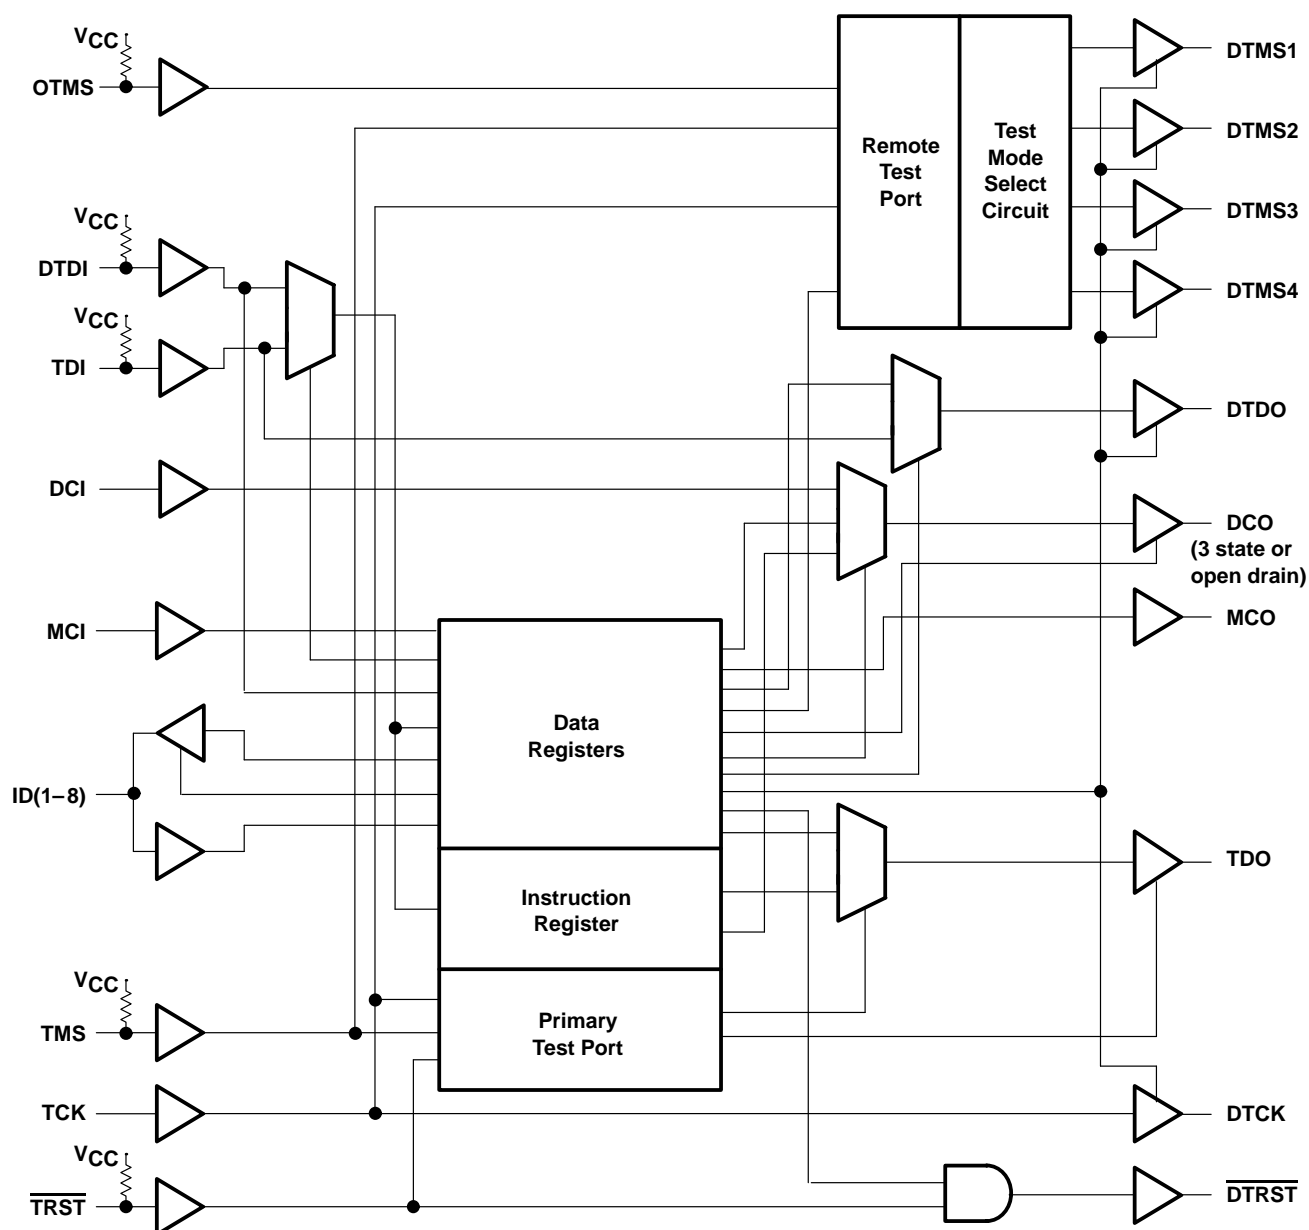 VCC
OTMS
VCC
DTDI
VCC
TDI
DCI
MCI
ID(1–8)
VCC
TMS
TCK
VCC
TRST
Remote
Test
Port
Test
Mode
Select
Circuit
Data
Registers
Instruction
Register
Primary
Test Port
DTMS1
DTMS2
DTMS3
DTMS4
DTDO
DCO
(3 state or
open drain)
MCO
TDO
DTCK
DTRST